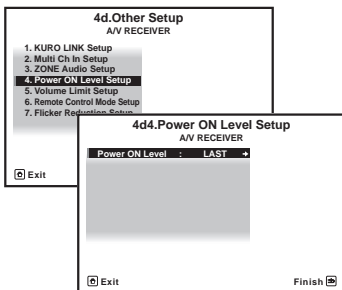 4d.Other Setup
A/V RECEIVER
1. KURO LINK Setup
2. Multi Ch In Setup
3. ZONE Audio Setup
4. Power ON Level Setup
5. Volume Limit Setup
6. Remote Control Mode Setup
7. Flicker Reduction Setup
Exit
4d4.Power ON Level Setup
A/V RECEIVER
Power ON Level : LAST
Exit
Finish